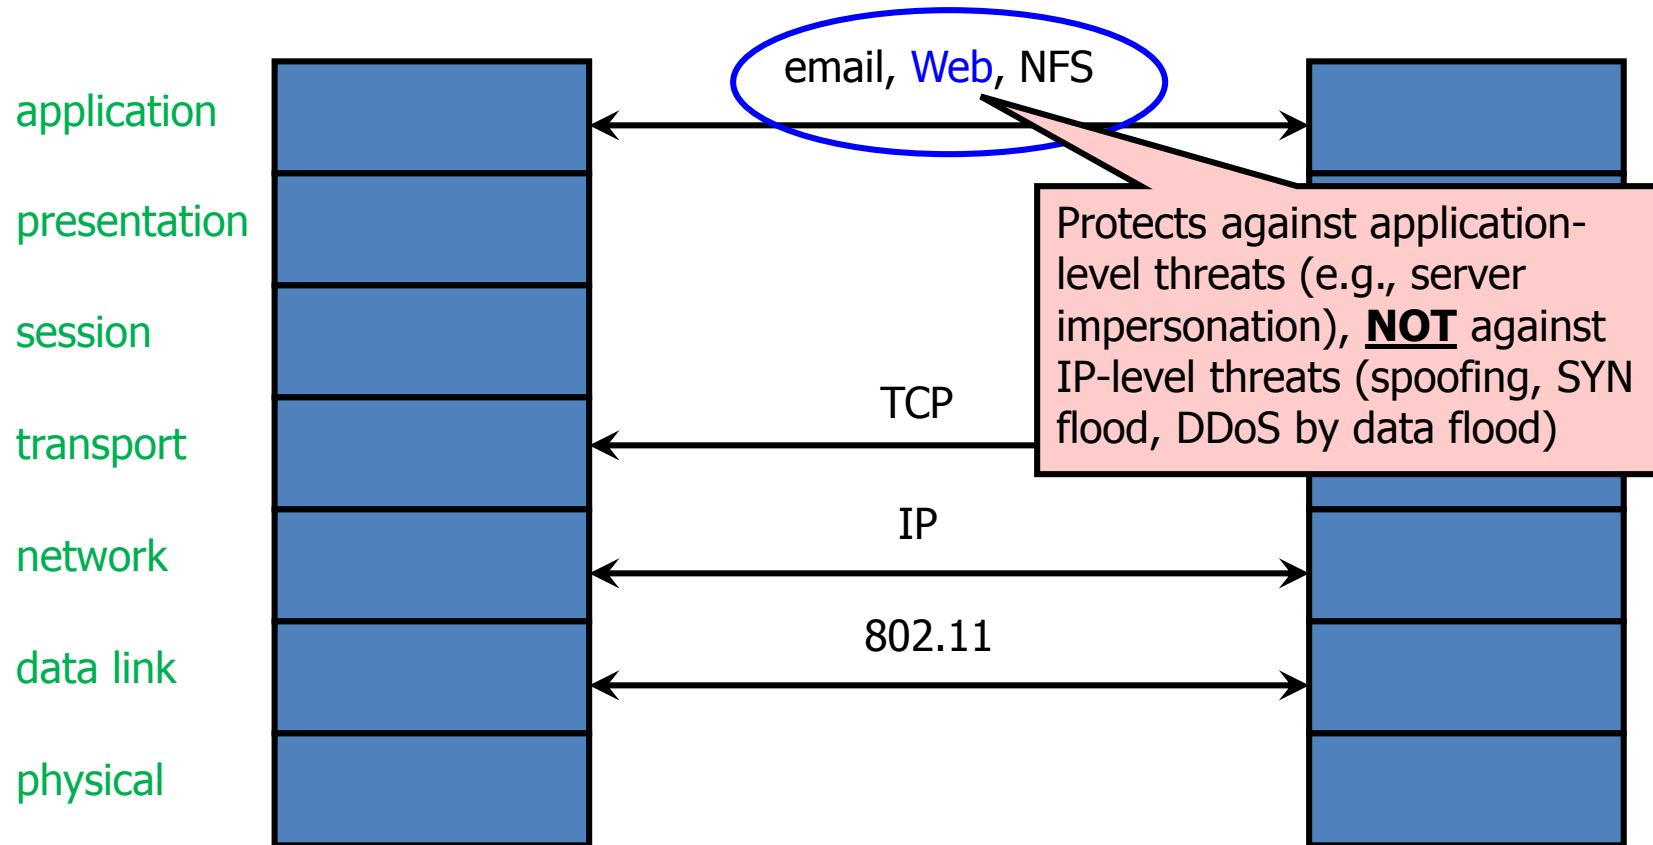 email, Web, NFS
application
presentation
Protects against application-
level threats (e.g., server
impersonation), NOT against
IP-level threats (spoofing, SYN
flood, DDoS by data flood)
session
TCP
transport
IP
network
802.11
data link
physical